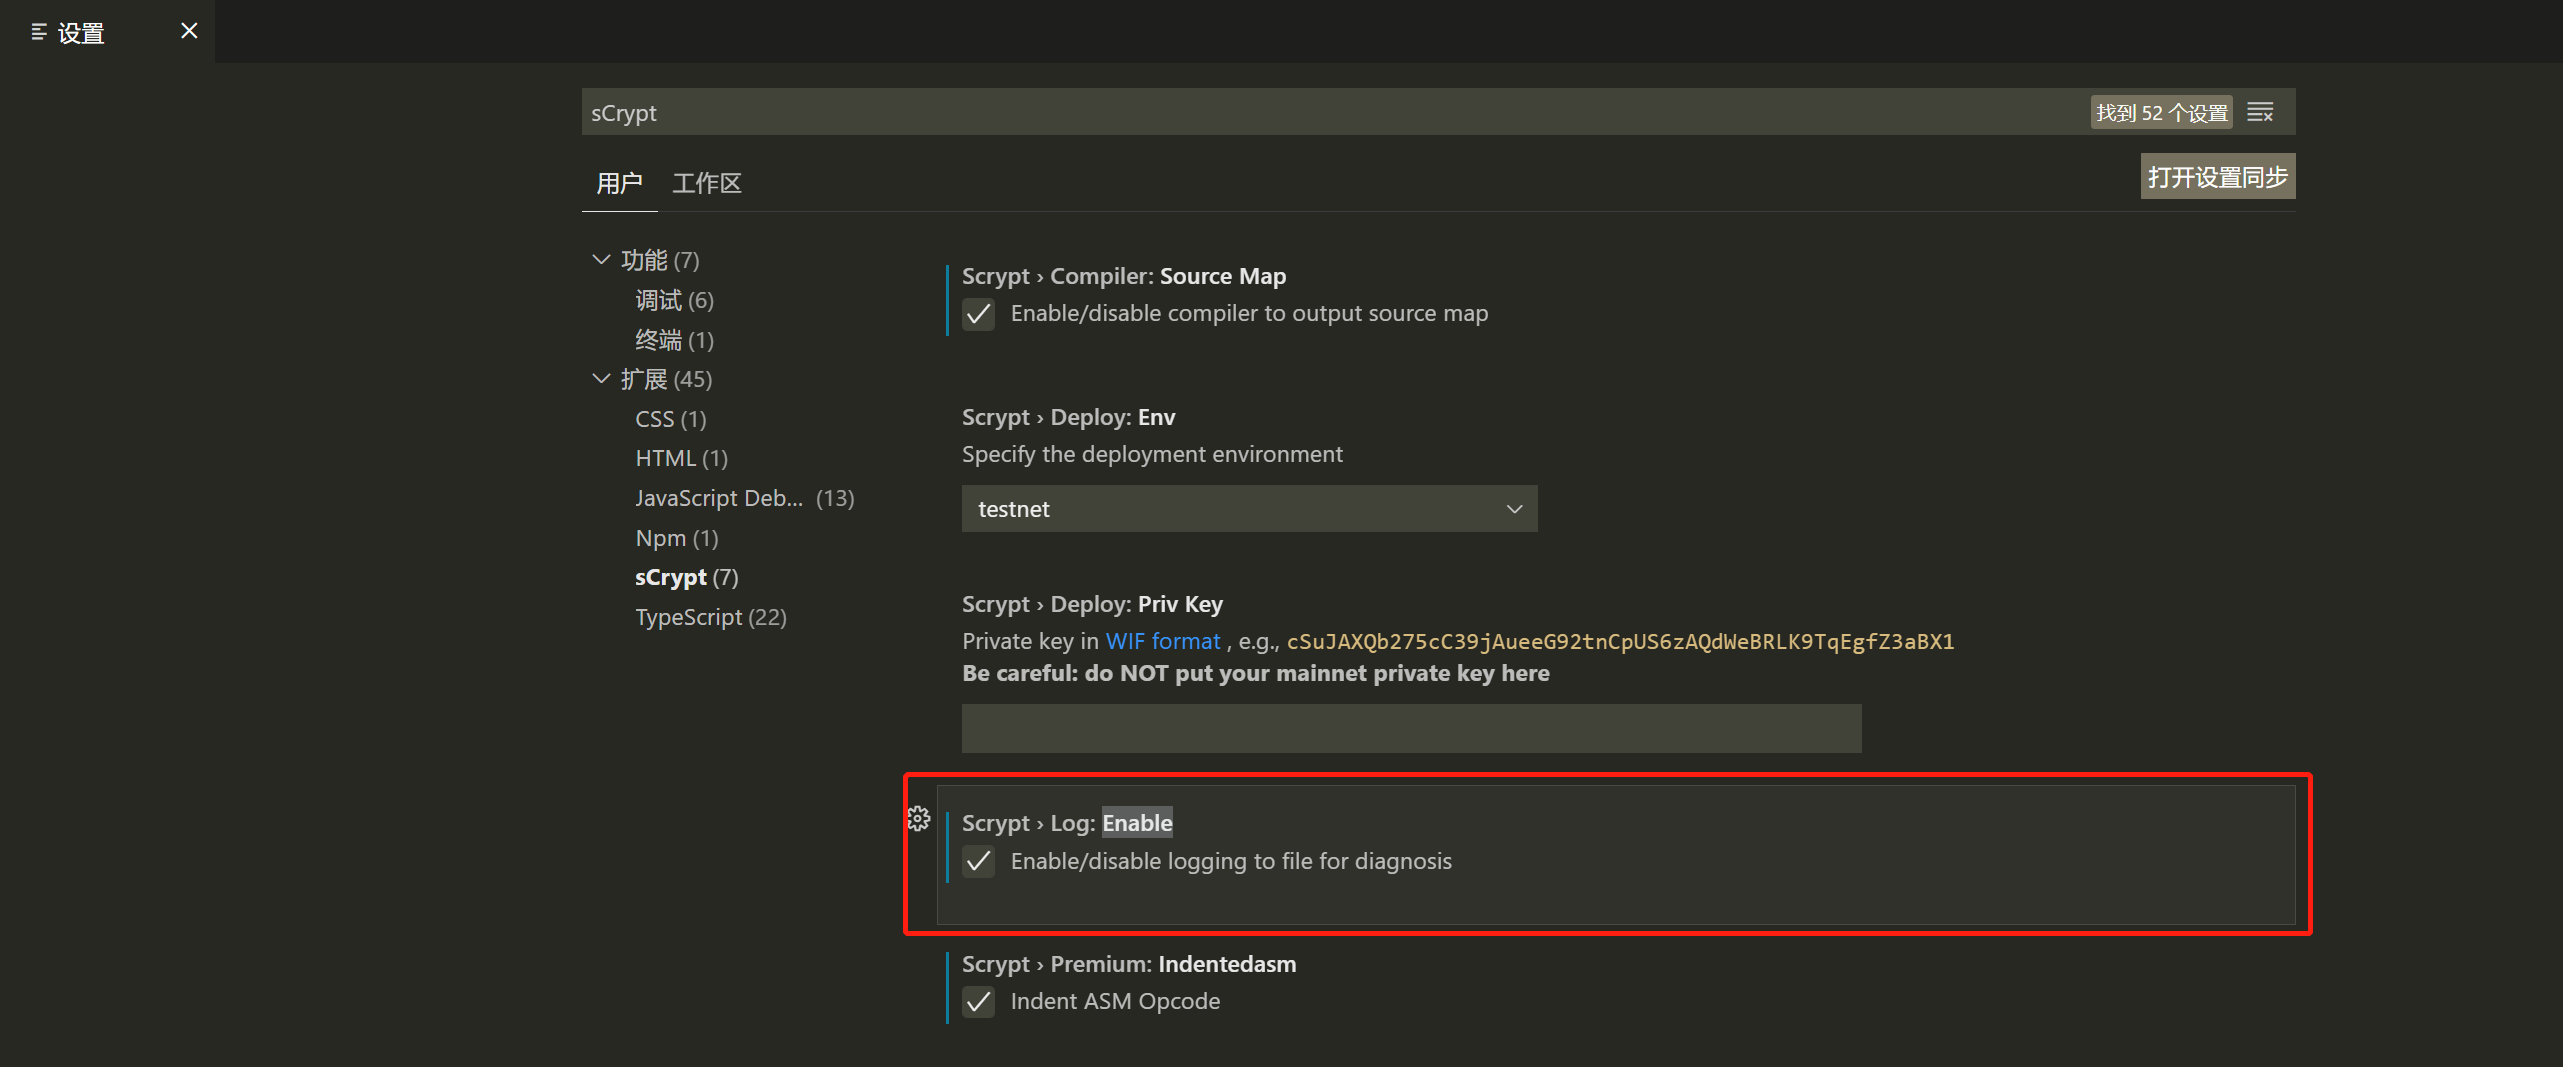 设置
sCrypt
找到 52 个设置
用户 工作区
打开设置同步
功能 (7)
调试 (6)
终端 (1)
扩展 (45)
CSS (1)
HTML (1)
JavaScript Deb... (13)
Npm (1)
sCrypt (7)
TypeScript (22)
Scrypt › Compiler: Source Map
Enable/disable compiler to output source map
Scrypt › Deploy: Env
Specify the deployment environment
testnet
Scrypt › Deploy: Priv Key
Private key in WIF format , e.g., cSuJAXQb275cC39jAueeG92tnCpUS6zAQdWeBRLK9TqEgfZ3aBX1
Be careful: do NOT put your mainnet private key here
Scrypt › Log: Enable
Enable/disable logging to file for diagnosis
Scrypt › Premium: Indentedasm
Indent ASM Opcode